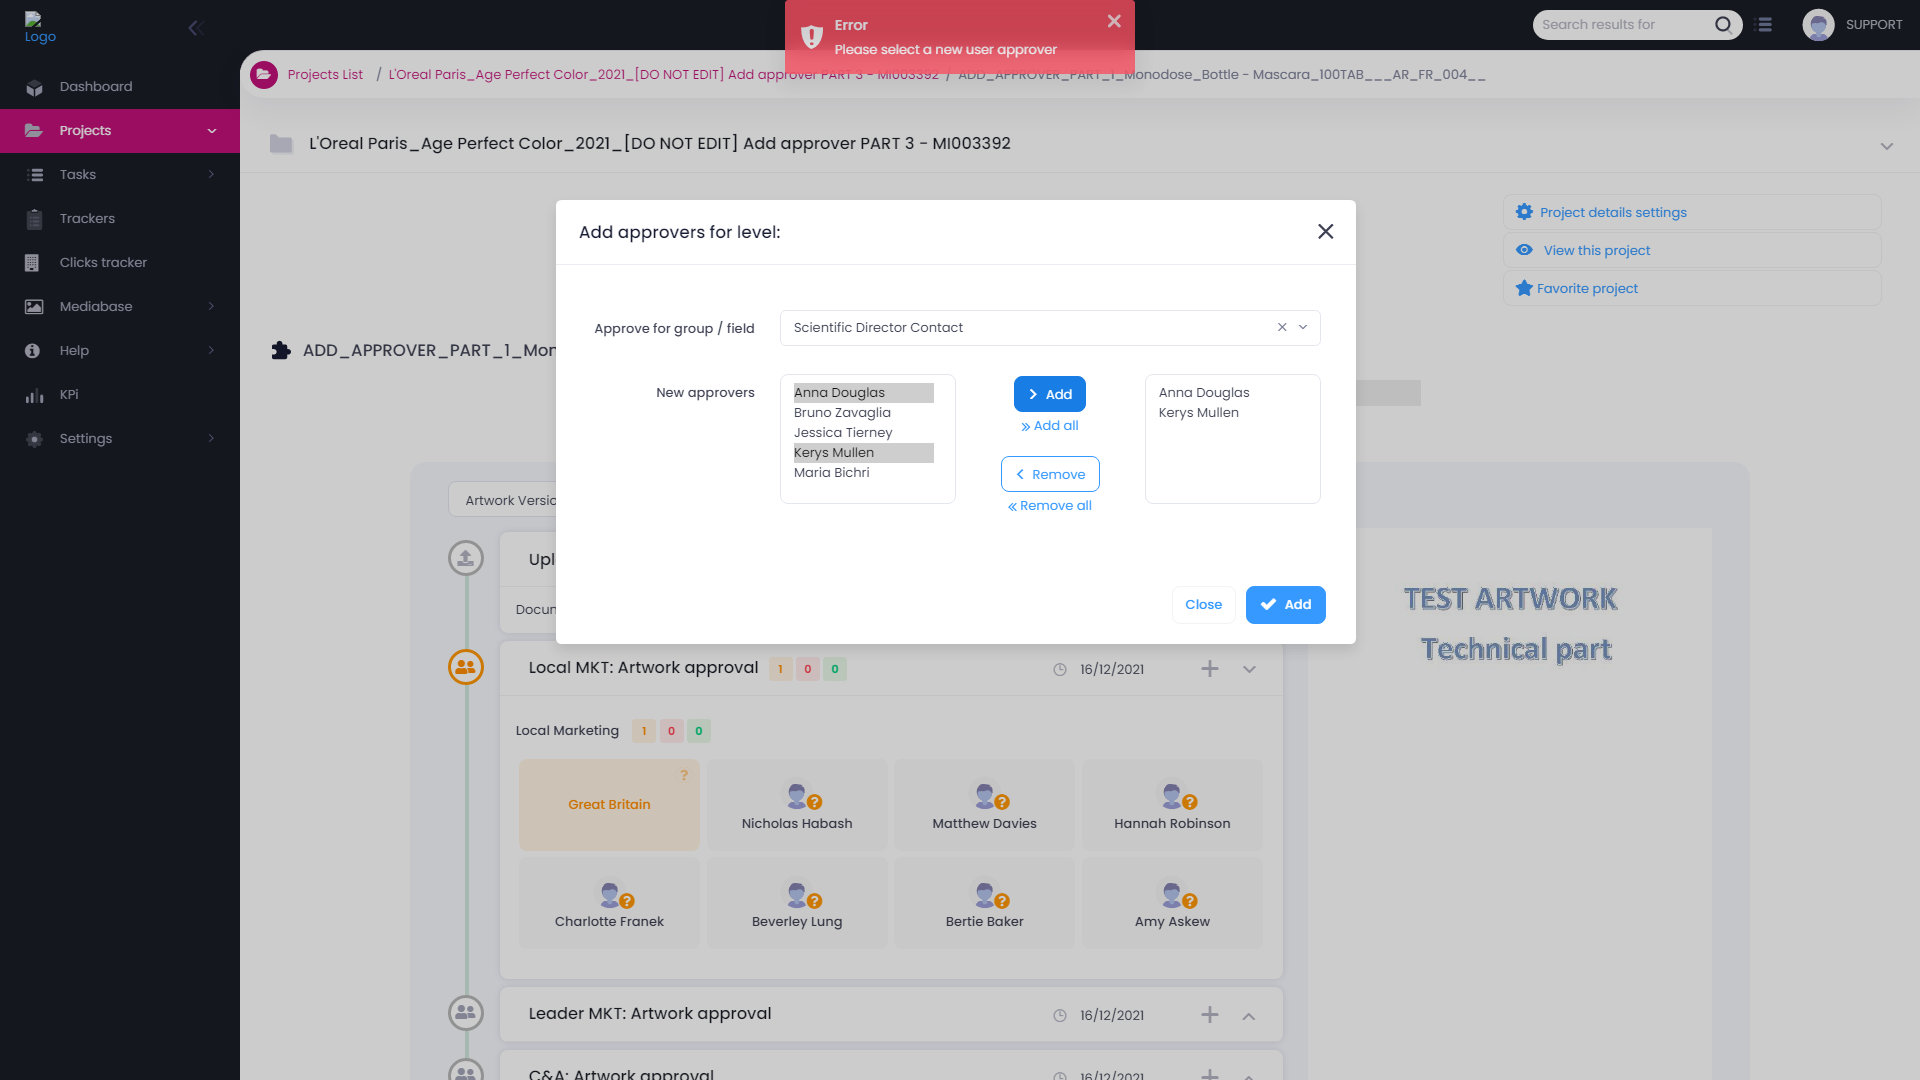 Logo
Error
Please select a new user approver
Search results for
SUPPORT
Projects List / L'Oreal Paris_Age Perfect Color_2021_[DO NOT EDIT] Add approver PART 3 - MI003392 / ADD_APPROVER_PART_1_Monodose_Bottle - Mascara_100TAB___AR_FR_004__
Dashboard
Projects
Tasks
Trackers
Clicks tracker
Mediabase
Help
KPi
Settings
L'Oreal Paris_Age Perfect Color_2021_[DO NOT EDIT] Add approver PART 3 - MI003392
Project details settings
View this project
Favorite project
ADD_APPROVER_PART_1_Mon
Add approvers for level:
Approve for group / field
Scientific Director Contact
New approvers
Anna Douglas
Bruno Zavaglia
Jessica Tierney
Kerys Mullen
Maria Bichri
Add
Add all
Remove
Remove all
Anna Douglas
Kerys Mullen
Close
Add
Artwork Versio
Upl
Docum
Local MKT: Artwork approval 1 0 0 16/12/2021
Local Marketing 1 0 0
Great Britain ?
Nicholas Habash
Matthew Davies
Hannah Robinson
Charlotte Franek
Beverley Lung
Bertie Baker
Amy Askew
Leader MKT: Artwork approval 16/12/2021
C&A: Artwork approval 16/12/2021
TEST ARTWORK
Technical part